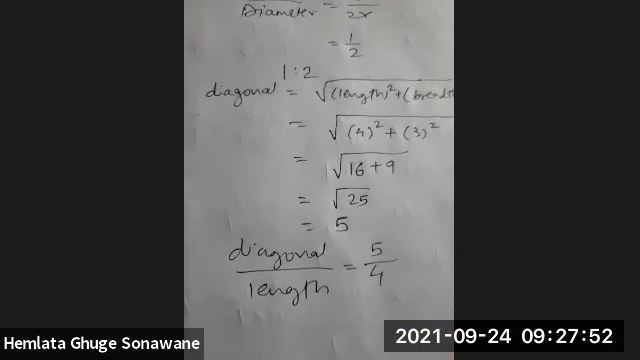 Diameter = 2r
= 1/2
1:2
diagonal = √(length)²+(bread
= √(4)²+(3)²
= √16+9
= √25
= 5
diagonal/length = 5/4
Hemlata Ghuge Sonawane
2021-09-24 09:27:52